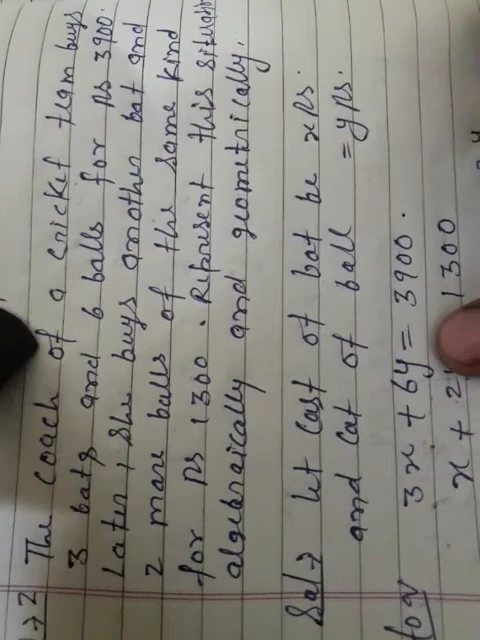 →2 The coach of a cricket team buys
3 bats and 6 balls for Rs 3900.
Later, she buys another bat and
2 more balls of the same kind
for Rs 1300. Represent this situation
algebraically and geometrically.
Sol→ let cost of bat be x Rs.
and cot of ball = y Rs.
3x + 6y = 3900.
x + 2 1300